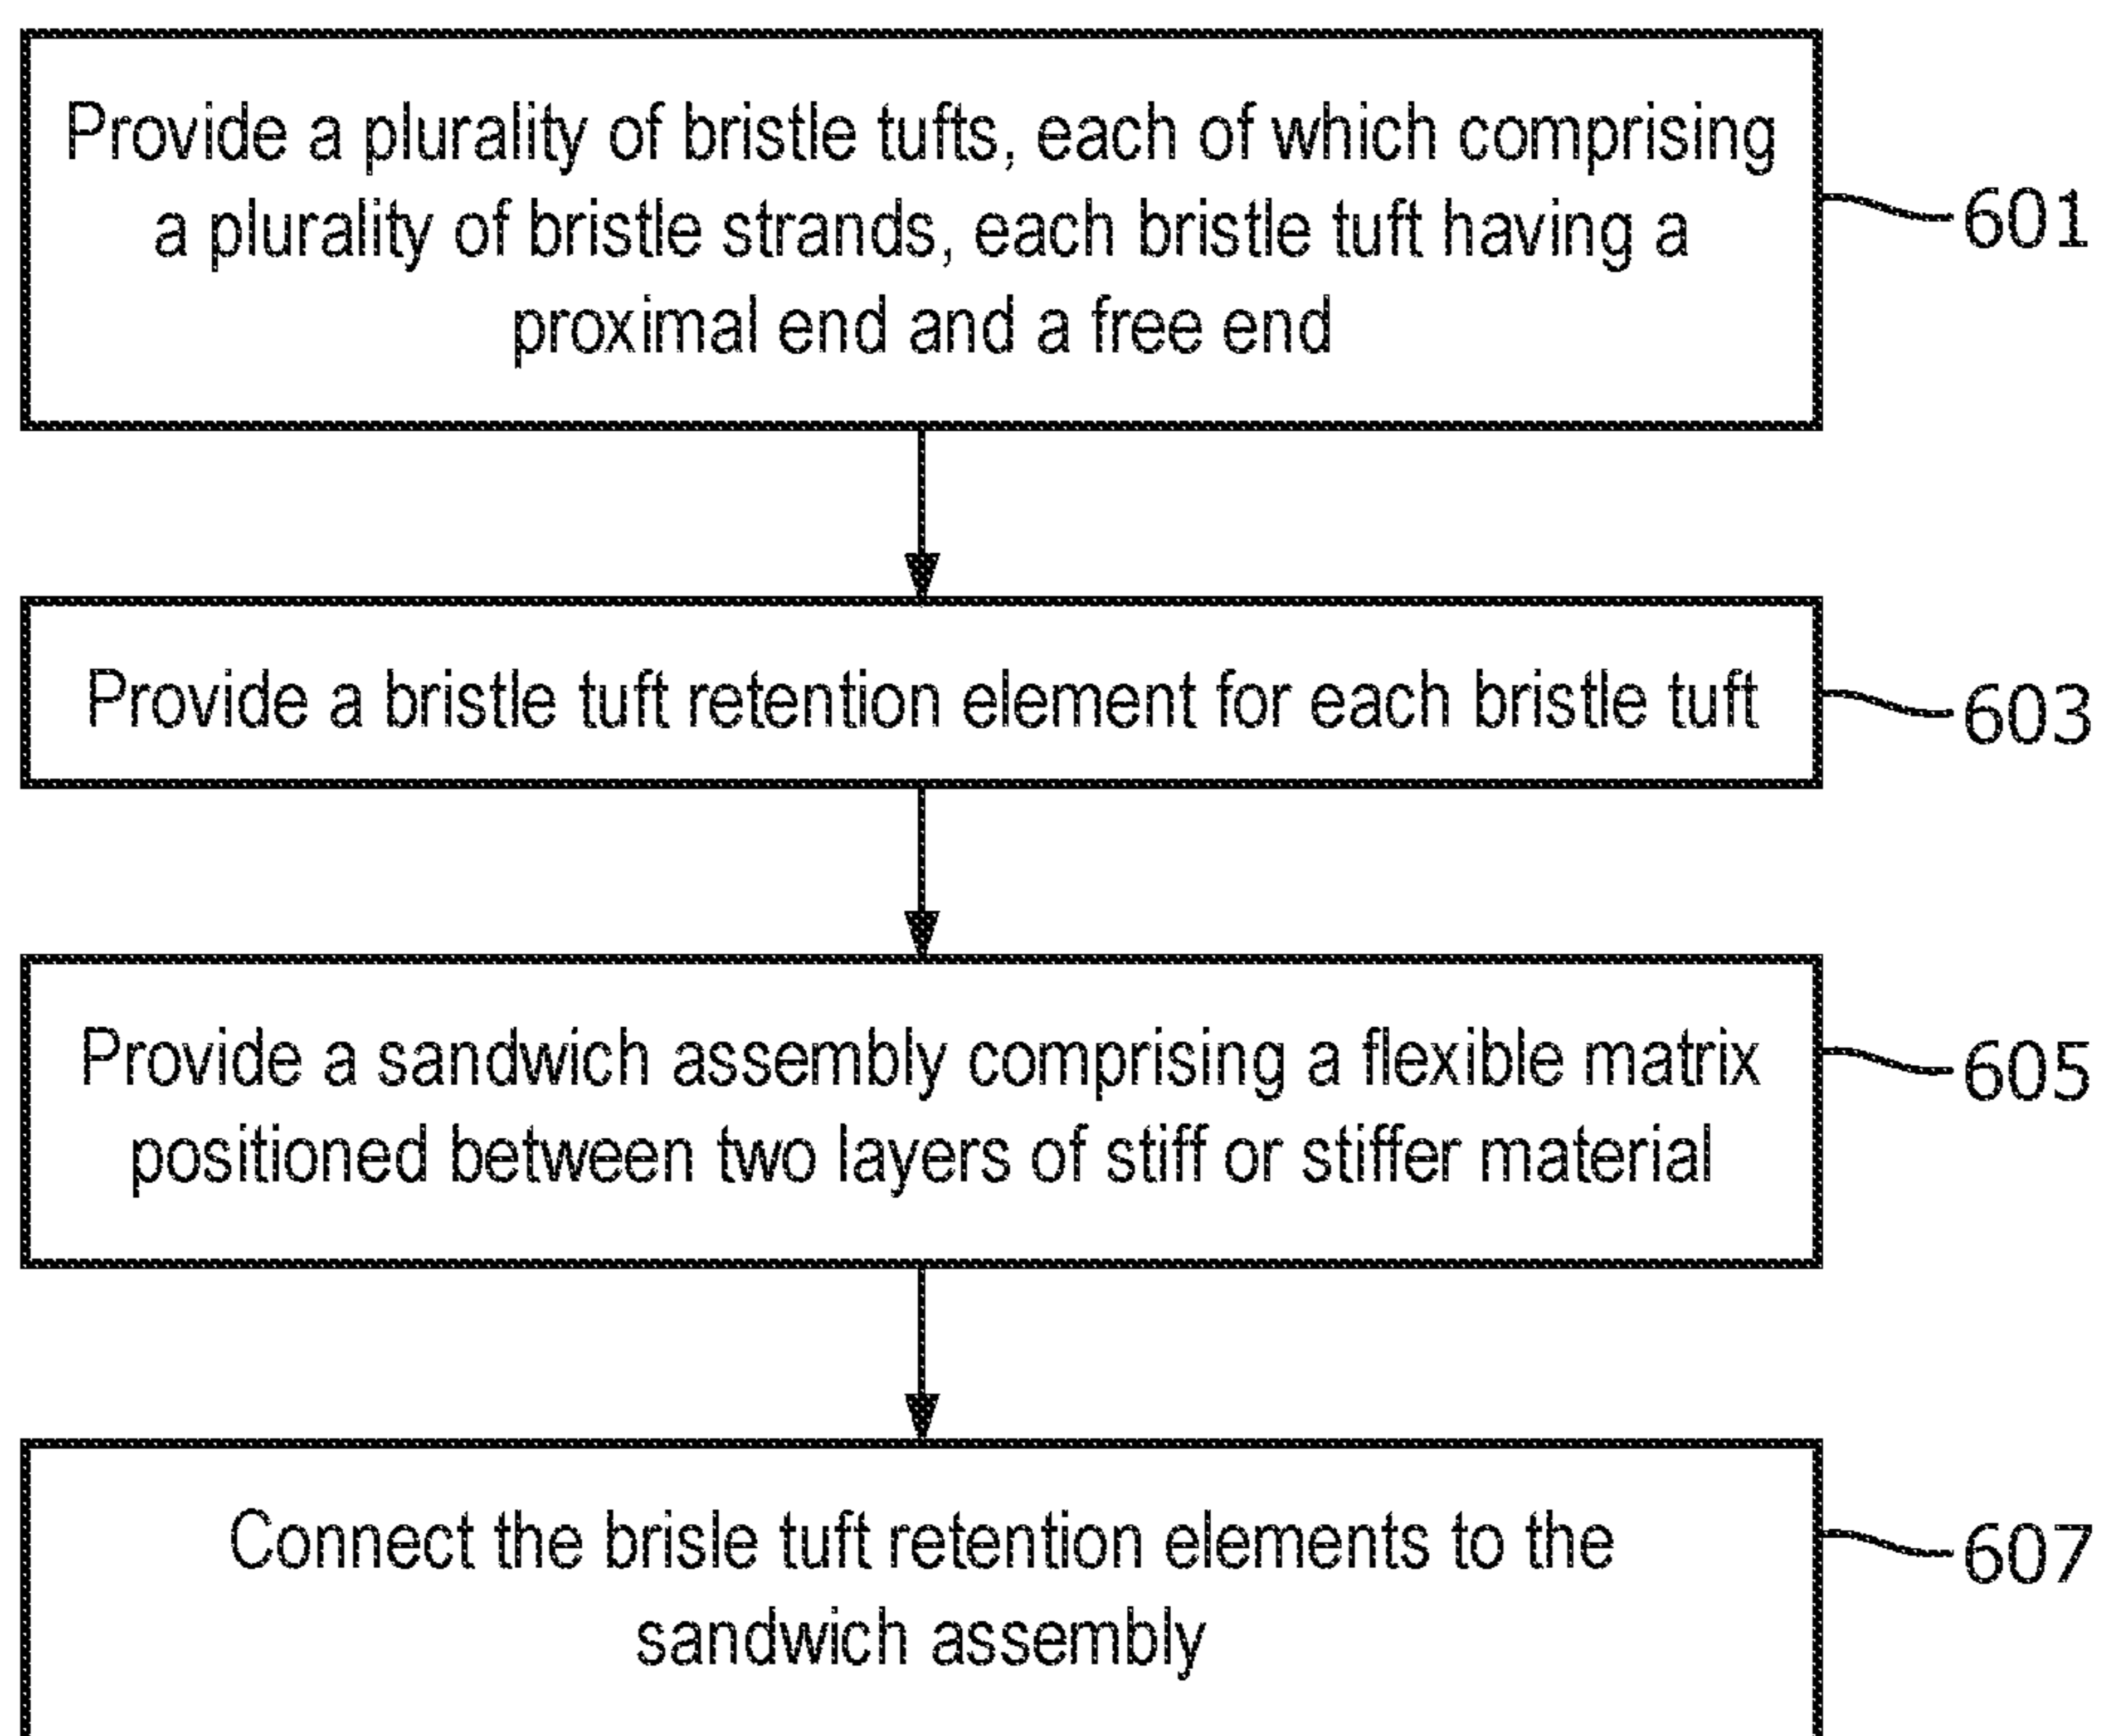 Provide a plurality of bristle tufts, each of which comprising
a plurality of bristle strands, each bristle tuft having a
proximal end and a free end
601
Provide a bristle tuft retention element for each bristle tuft
603
Provide a sandwich assembly comprising a flexible matrix
positioned between two layers of stiff or stiffer material
605
Connect the brisle tuft retention elements to the
sandwich assembly
607